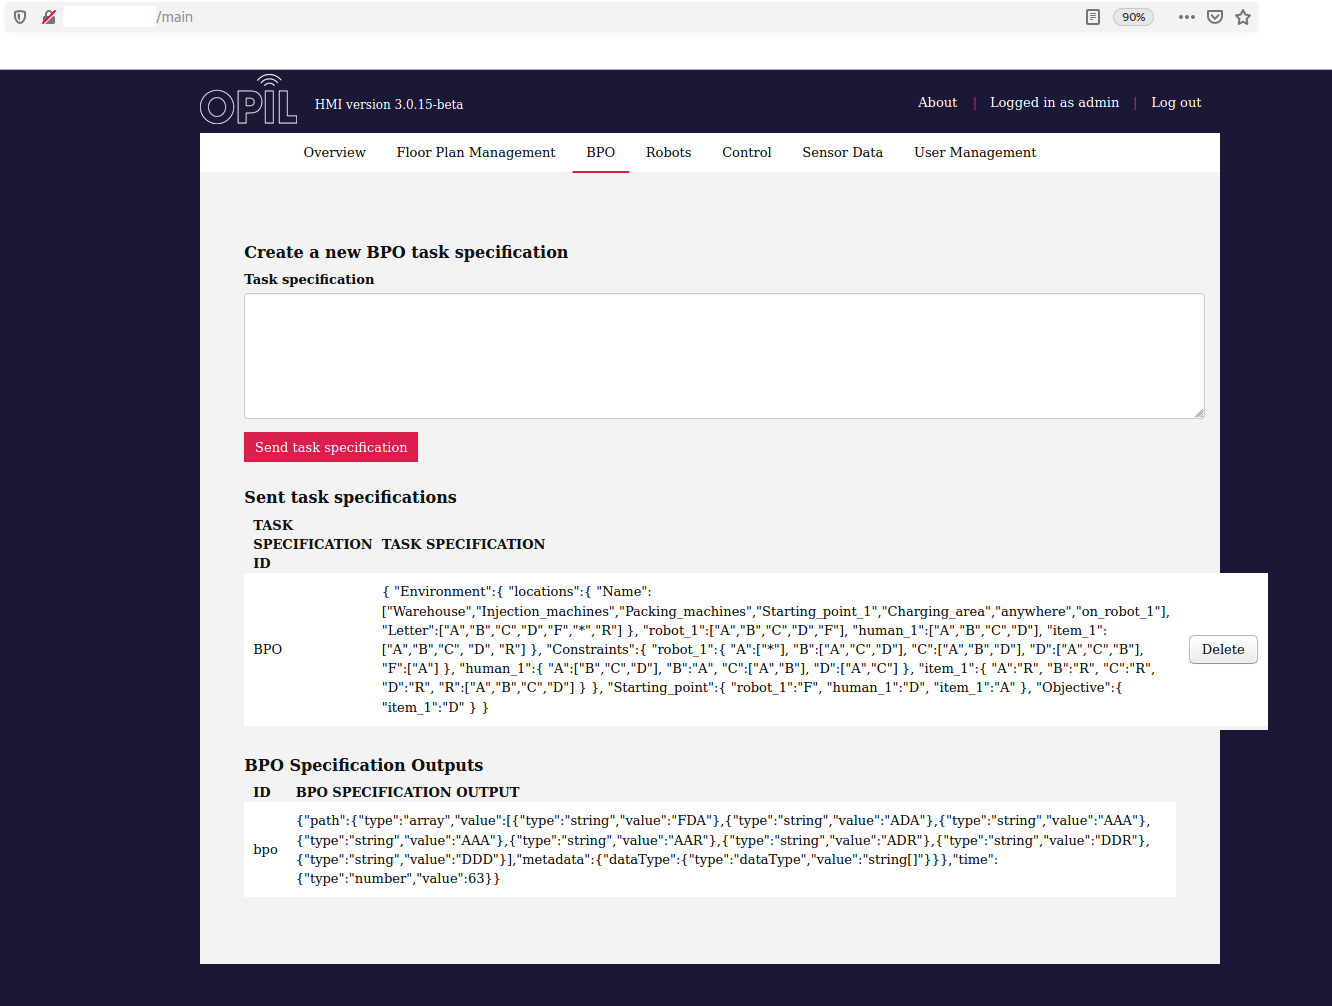 /main
90%
OPIL
HMI version 3.0.15-beta
About | Logged in as admin | Log out
Overview Floor Plan Management BPO Robots Control Sensor Data User Management
Create a new BPO task specification
Task specification
Send task specification
Sent task specifications
TASK
SPECIFICATION TASK SPECIFICATION
ID
{ "Environment":{ "locations":{ "Name":
["Warehouse","Injection_machines","Packing_machines","Starting_point_1","Charging_area","anywhere","on_robot_1"],
"Letter":["A","B","C","D","F","*","R"] }, "robot_1":["A","B","C","D","F"], "human_1":["A","B","C","D"], "item_1":
BPO ["A","B","C", "D", "R"] }, "Constraints":{ "robot_1":{ "A":["*"], "B":["A","C","D"], "C":["A","B","D"], "D":["A","C","B"], Delete
"F":["A"] }, "human_1":{ "A":["B","C","D"], "B":"A", "C":["A","B"], "D":["A","C"] }, "item_1":{ "A":"R", "B":"R", "C":"R",
"D":"R", "R":["A","B","C","D"] } }, "Starting_point":{ "robot_1":"F", "human_1":"D", "item_1":"A" }, "Objective":{
"item_1":"D" } }
BPO Specification Outputs
ID BPO SPECIFICATION OUTPUT
{"path":{"type":"array","value":[{"type":"string","value":"FDA"},{"type":"string","value":"ADA"},{"type":"string","value":"AAA"},
{"type":"string","value":"AAA"},{"type":"string","value":"AAR"},{"type":"string","value":"ADR"},{"type":"string","value":"DDR"},
bpo {"type":"string","value":"DDD"}],"metadata":{"dataType":{"type":"dataType","value":"string[]"}}},"time":
{"type":"number","value":63}}